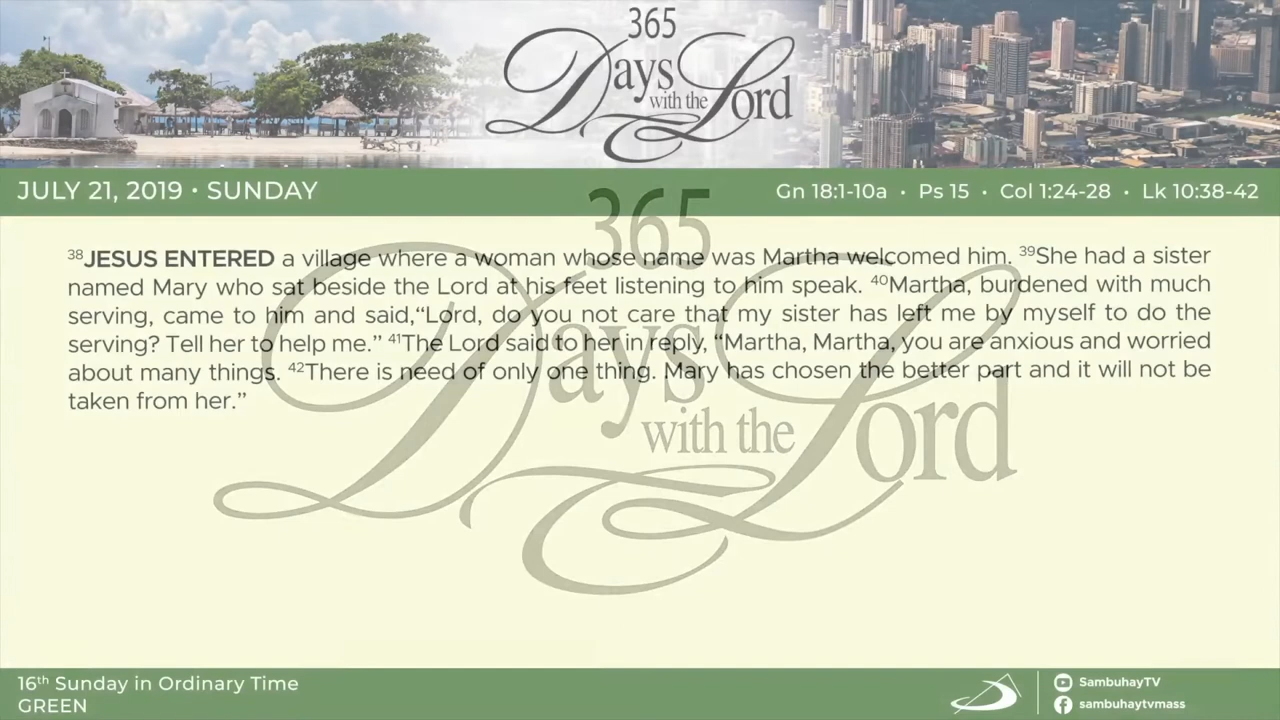 365
Days
with the
Lord
JULY 21, 2019 • SUNDAY
Gn 18:1-10a • Ps 15 • Col 1:24-28 • Lk 10:38-42
365
Days
with the
Lord
³⁸JESUS ENTERED a village where a woman whose name was Martha welcomed him. ³⁹She had a sister
named Mary who sat beside the Lord at his feet listening to him speak. ⁴⁰Martha, burdened with much
serving, came to him and said,“Lord, do you not care that my sister has left me by myself to do the
serving? Tell her to help me.” ⁴¹The Lord said to her in reply, “Martha, Martha, you are anxious and worried
about many things. ⁴²There is need of only one thing. Mary has chosen the better part and it will not be
taken from her.”
16th Sunday in Ordinary Time
GREEN
SambuhayTV
sambuhaytvmass